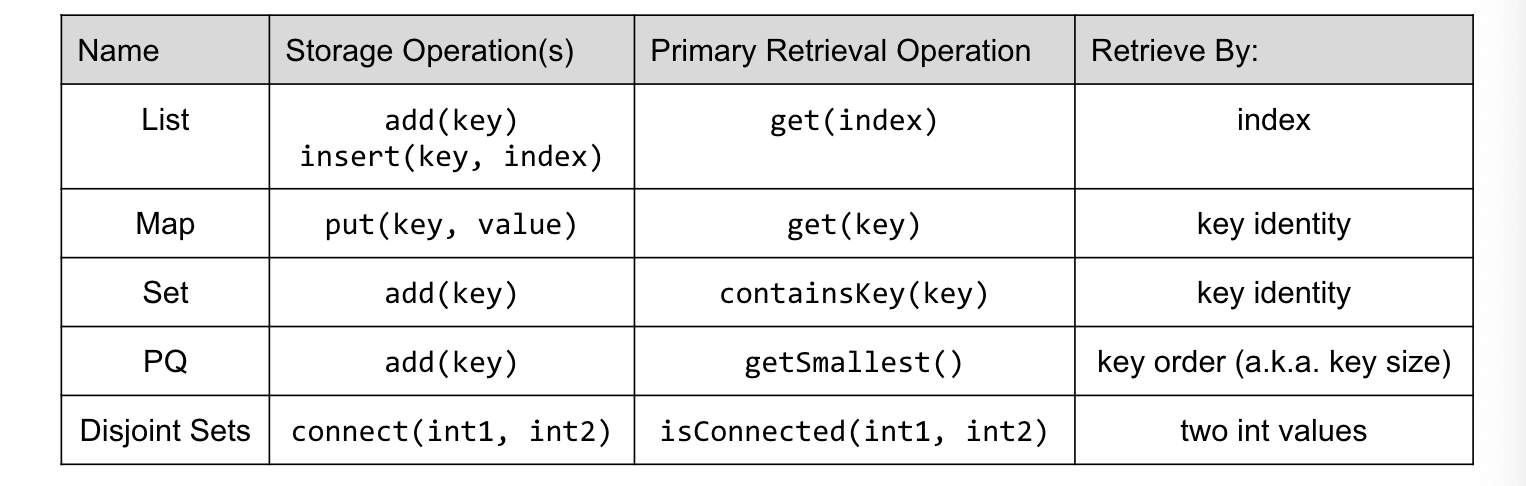 Name Storage Operation(s) Primary Retrieval Operation Retrieve By:
List add(key) get(index) index
insert(key, index)
Map put(key, value) get(key) key identity
Set add(key) containsKey(key) key identity
PQ add(key) getSmallest() key order (a.k.a. key size)
Disjoint Sets connect(int1, int2) isConnected(int1, int2) two int values